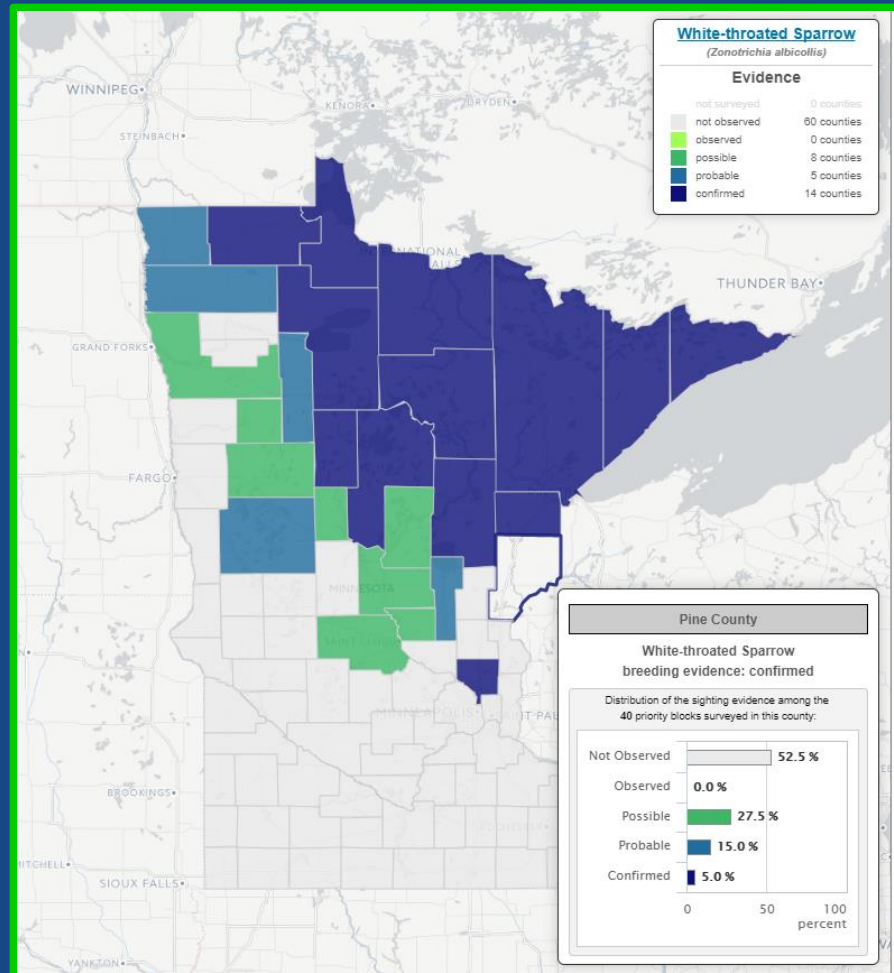 White-throated Sparrow
(Zonotrichia albicollis)
Evidence
not surveyed 0 counties
not observed 60 counties
observed 0 counties
possible 8 counties
probable 5 counties
confirmed 14 counties
WINNIPEG
KENORA
DRYDEN
STEINBACH
INTERNATIONAL
FALLS
THUNDER BAY
GRAND FORKS
FARGO
MINNESOTA
SAINT CLOUD
MINNEAPOLIS
BROOKINGS
ROCHESTER
MITCHELL
SIOUX FALLS
YANKTON
Pine County
White-throated Sparrow
breeding evidence: confirmed
Distribution of the sighting evidence among the
40 priority blocks surveyed in this county:
Not Observed 52.5 %
Observed 0.0 %
Possible 27.5 %
Probable 15.0 %
Confirmed 5.0 %
0 50 100
percent